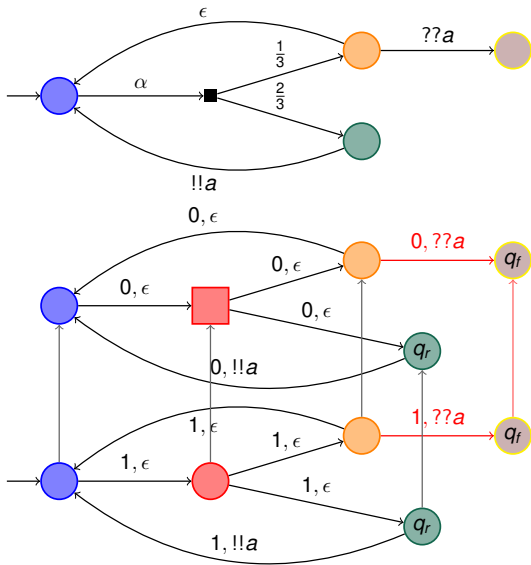 ϵ
1/3
??a
α
2/3
!!a
0, ϵ
0, ??a
0, ϵ
q_f
0, ϵ
0, ϵ
q_r
0, !!a
1, ??a
1, ϵ
1, ϵ
q_f
1, ϵ
1, ϵ
q_r
1, !!a